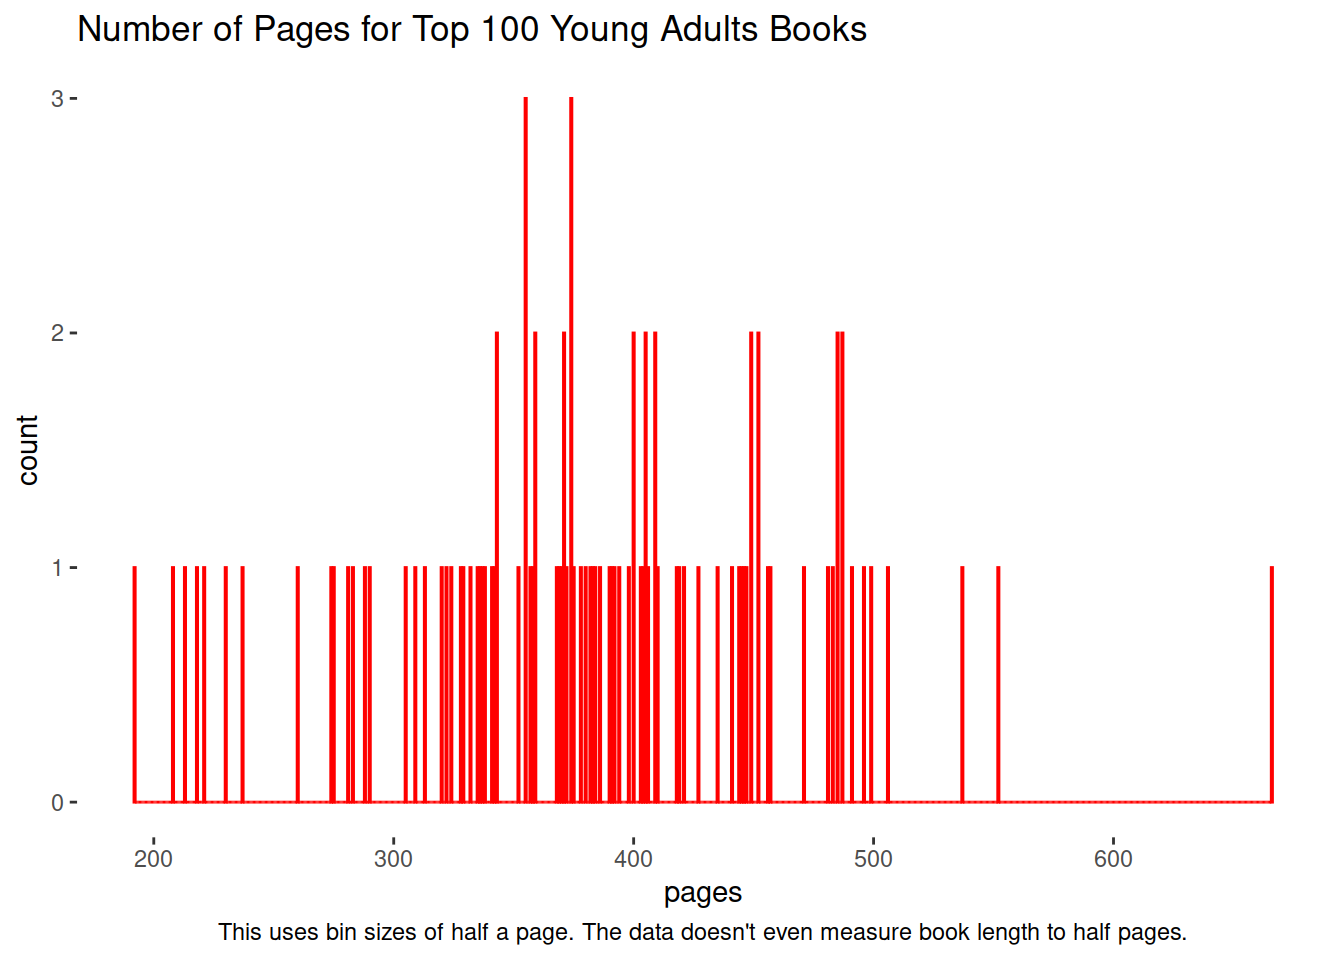 Number of Pages for Top 100 Young Adults Books
3
2
1
0
count
200 300 400 500 600
pages
This uses bin sizes of half a page. The data doesn't even measure book length to half pages.